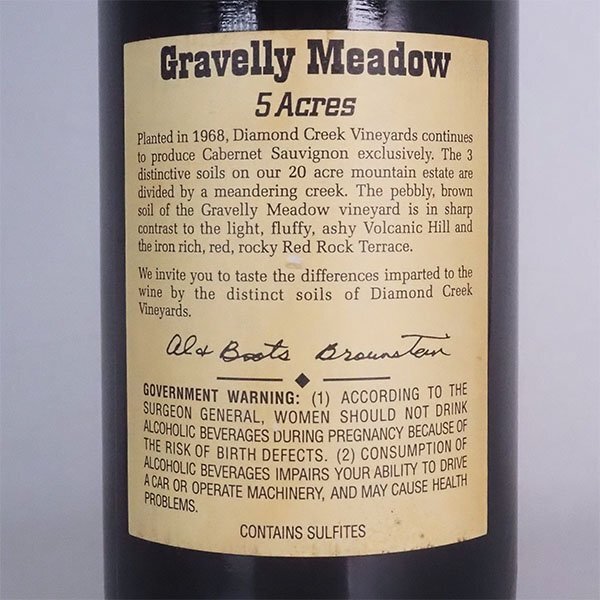 Gravelly Meadow
5 Acres
Planted in 1968, Diamond Creek Vineyards continues
to produce Cabernet Sauvignon exclusively. The 3
distinctive soils on our 20 acre mountain estate are
divided by a meandering creek. The pebbly, brown
soil of the Gravelly Meadow vineyard is in sharp
contrast to the light, fluffy, ashy Volcanic Hill and
the iron rich, red, rocky Red Rock Terrace.
We invite you to taste the differences imparted to the
wine by the distinct soils of Diamond Creek
Vineyards.
Al & Boots Brounstein
GOVERNMENT WARNING: (1) ACCORDING TO THE
SURGEON GENERAL, WOMEN SHOULD NOT DRINK
ALCOHOLIC BEVERAGES DURING PREGNANCY BECAUSE OF
THE RISK OF BIRTH DEFECTS. (2) CONSUMPTION OF
ALCOHOLIC BEVERAGES IMPAIRS YOUR ABILITY TO DRIVE
A CAR OR OPERATE MACHINERY, AND MAY CAUSE HEALTH
PROBLEMS.
CONTAINS SULFITES